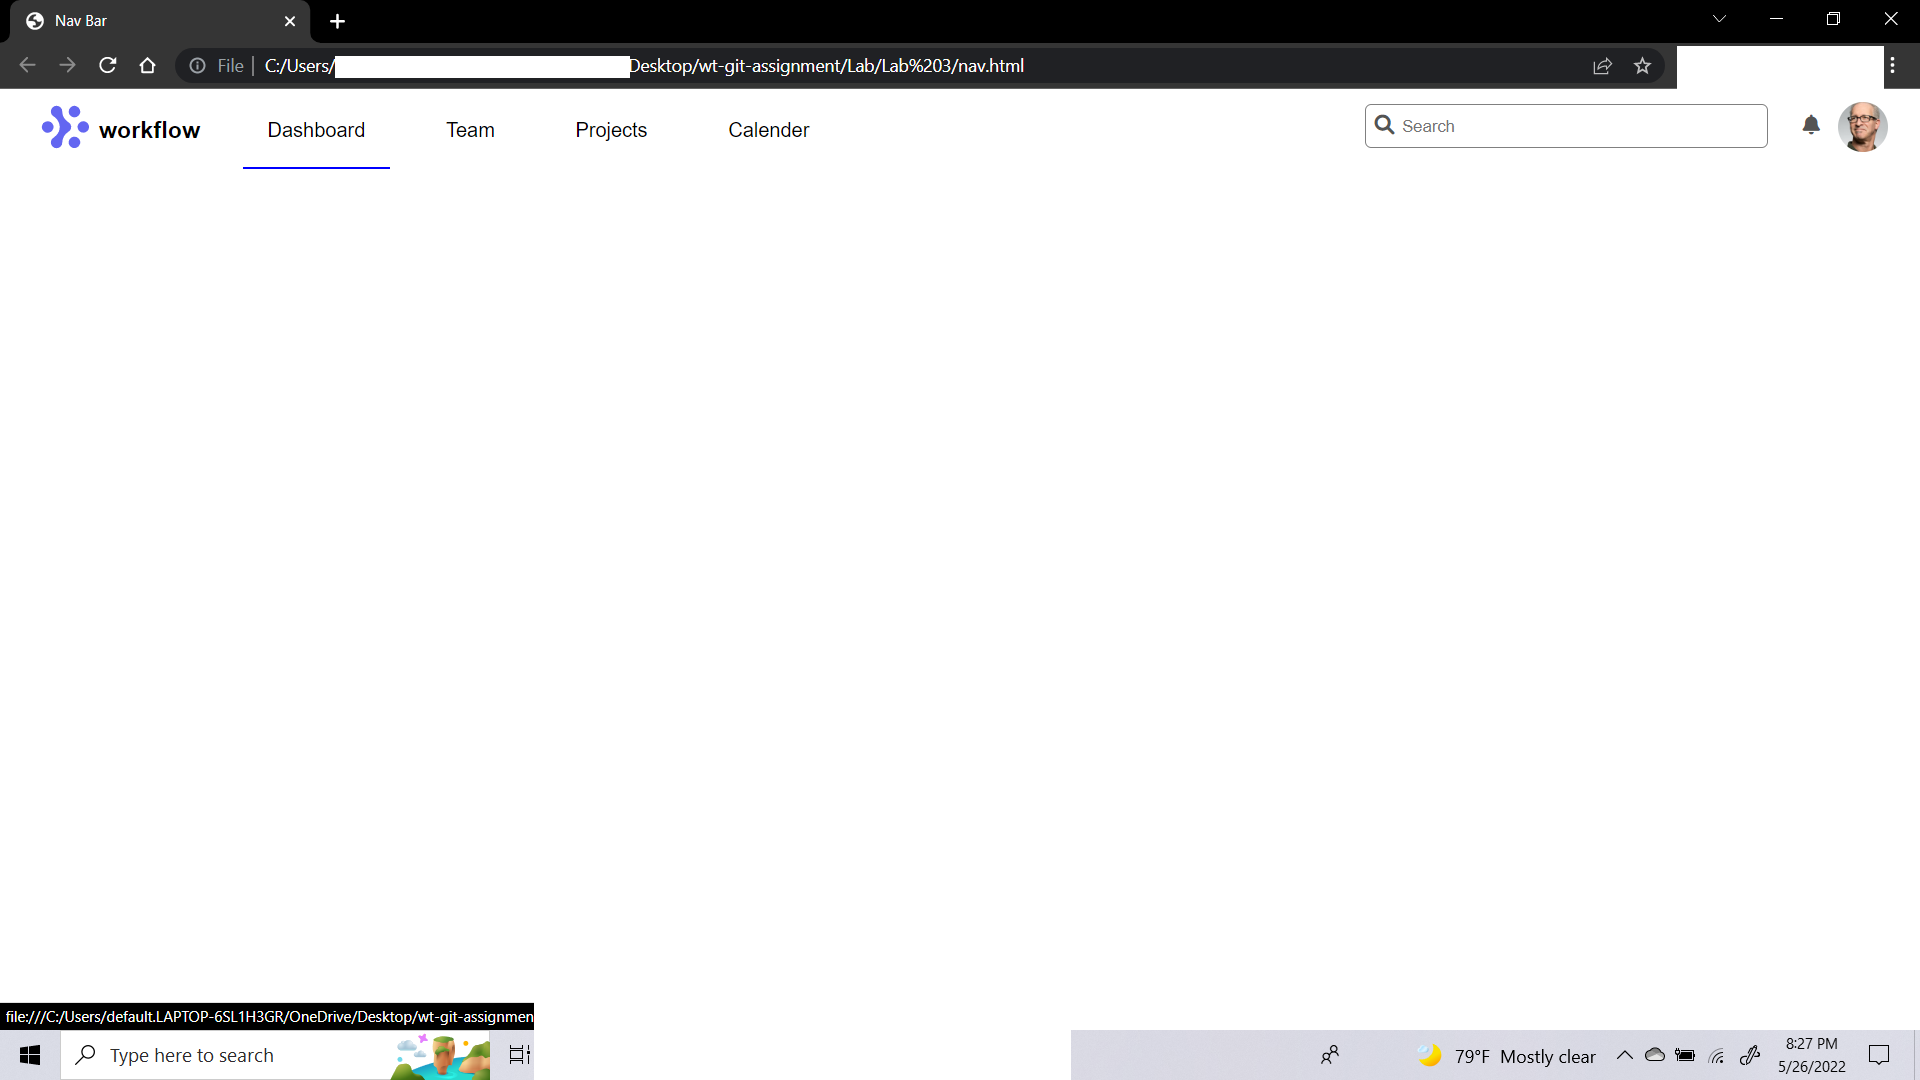 Nav Bar
File | C:/Users/ Desktop/wt-git-assignment/Lab/Lab%203/nav.html
workflow Dashboard Team Projects Calender Search
file:///C:/Users/default.LAPTOP-6SL1H3GR/OneDrive/Desktop/wt-git-assignmen
Type here to search 79°F Mostly clear 8:27 PM
5/26/2022